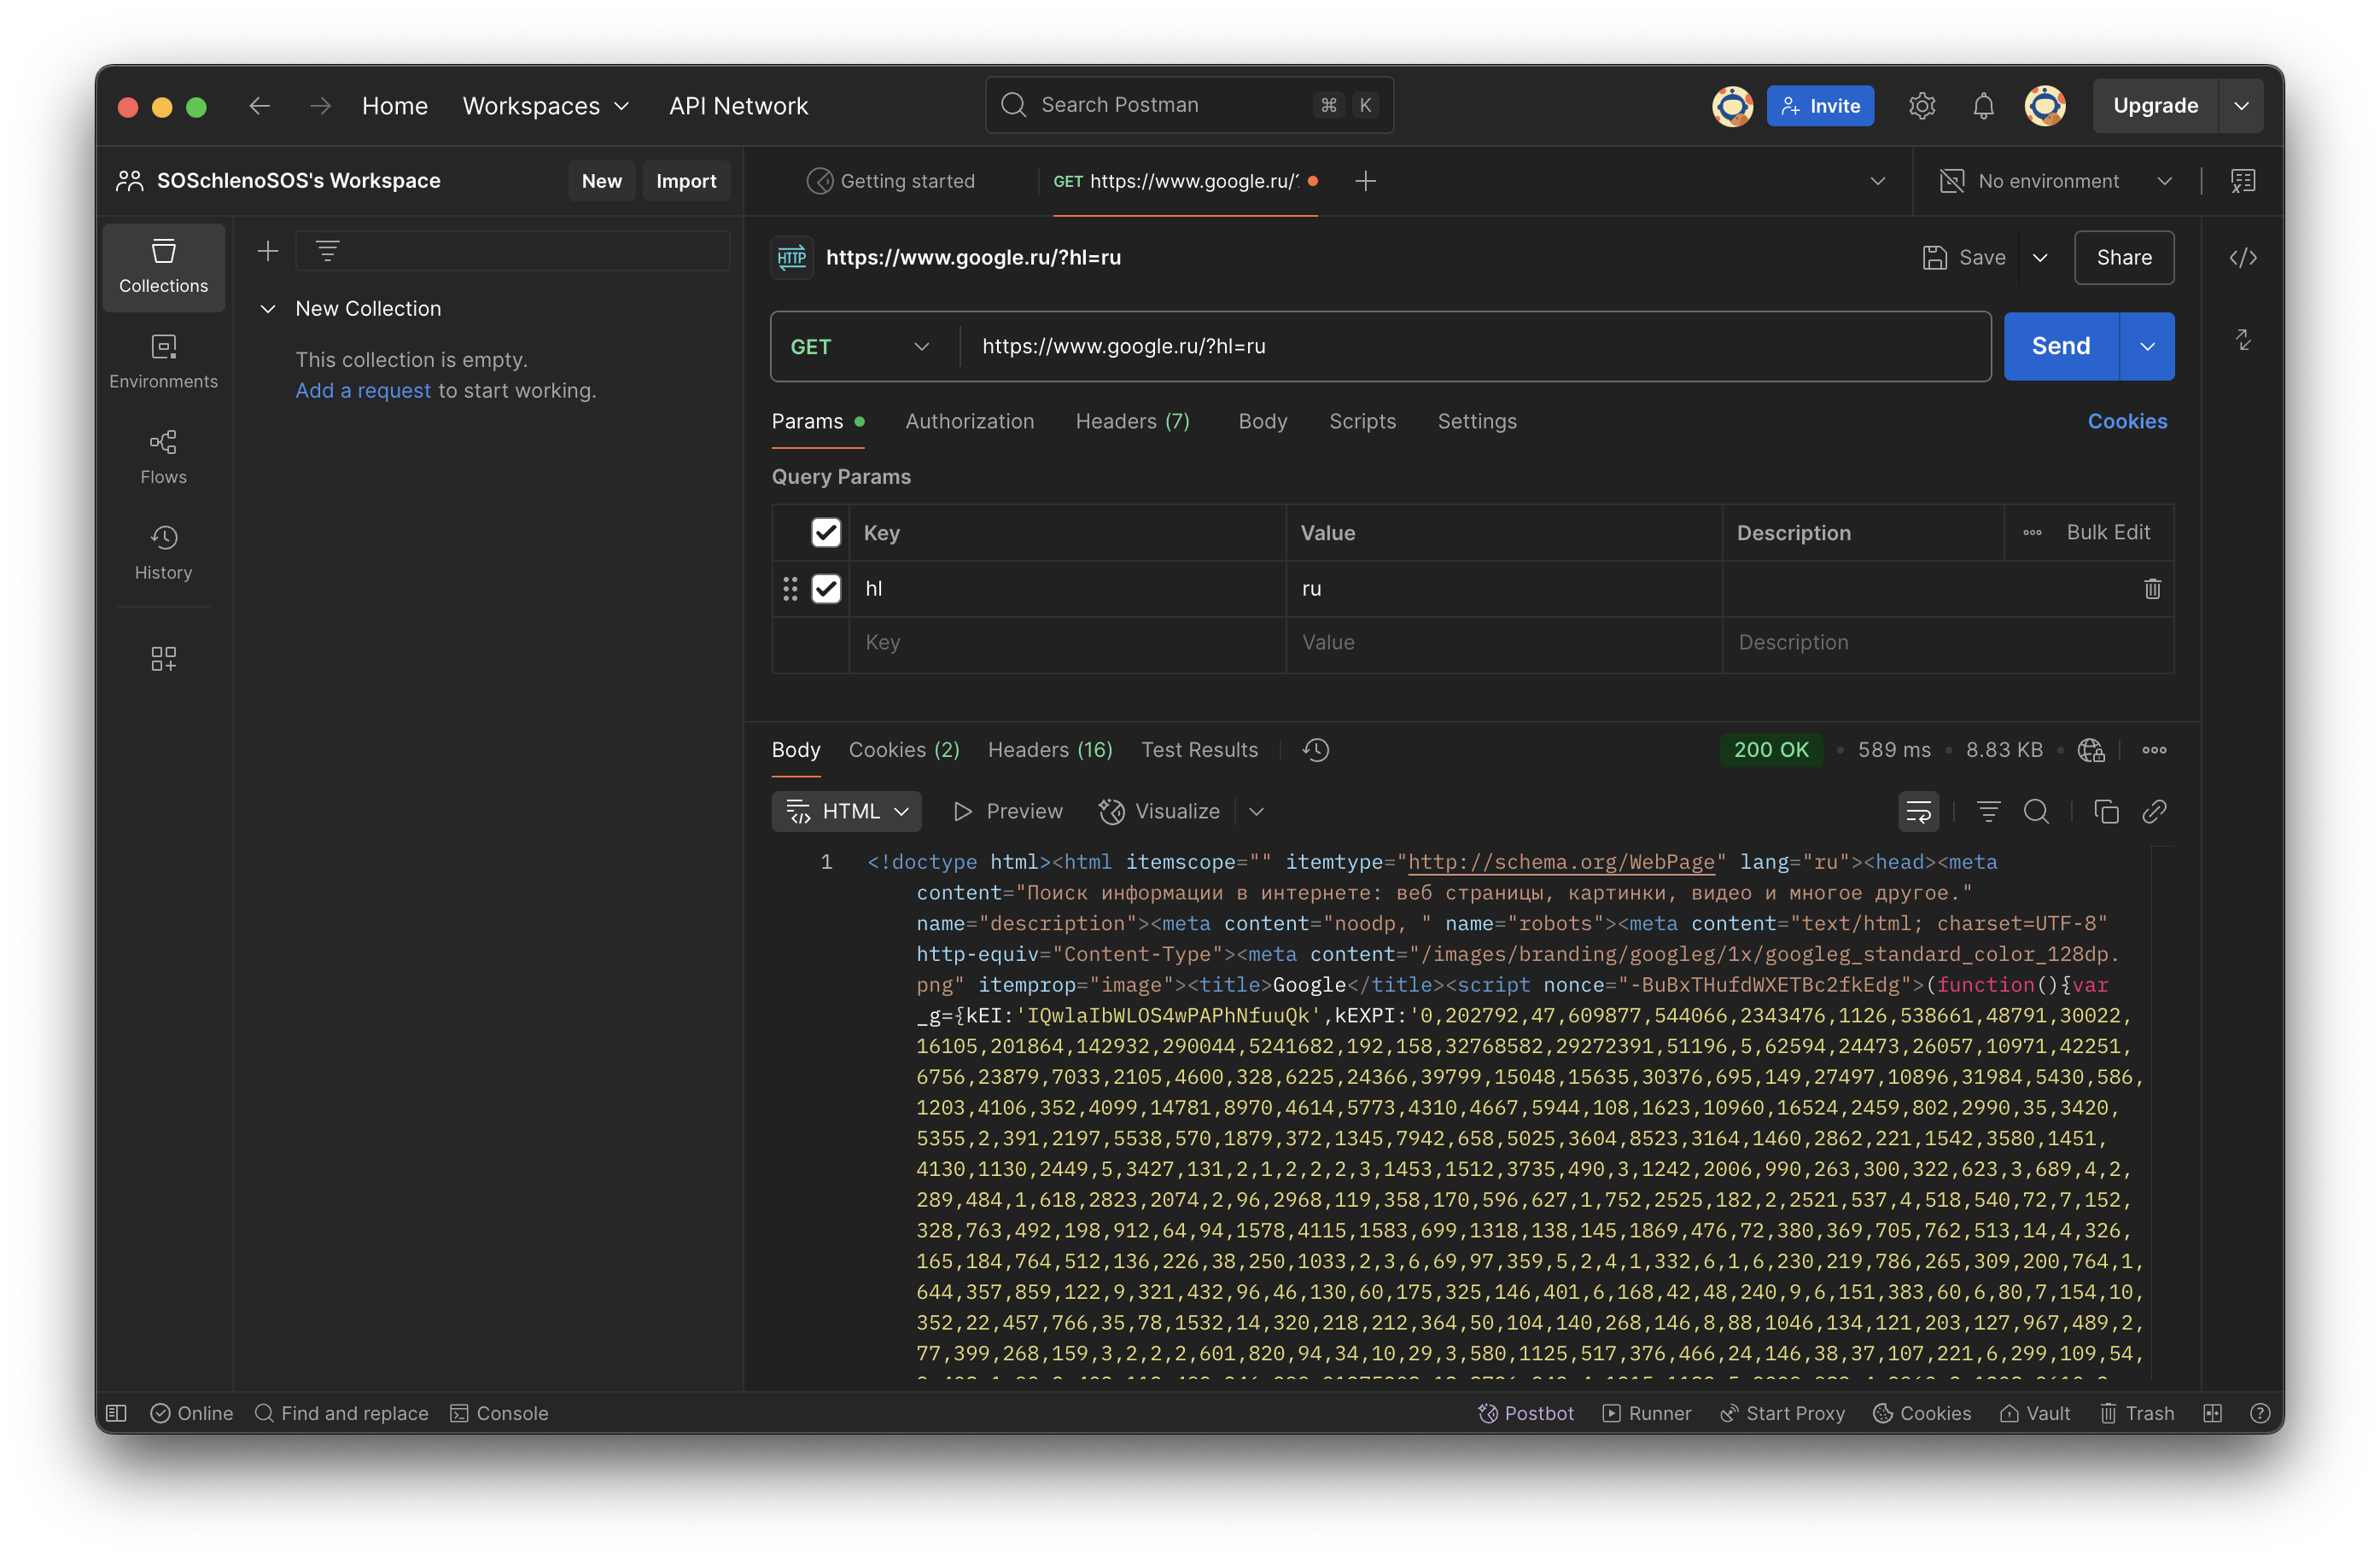 Home Workspaces API Network Search Postman ⌘ K Invite Upgrade
SOSchlenoSOS's Workspace New Import Getting started GET https://www.google.ru/? No environment
Collections
Environments
Flows
History
New Collection
This collection is empty.
Add a request to start working.
HTTP https://www.google.ru/?hl=ru Save Share
GET https://www.google.ru/?hl=ru Send
Params Authorization Headers (7) Body Scripts Settings Cookies
Query Params
Key Value Description Bulk Edit
hl ru
Key Value Description
Body Cookies (2) Headers (16) Test Results 200 OK 589 ms 8.83 KB
HTML Preview Visualize
1 <!doctype html><html itemscope="" itemtype="http://schema.org/WebPage" lang="ru"><head><meta
content="Поиск информации в интернете: веб страницы, картинки, видео и многое другое."
name="description"><meta content="noodp, " name="robots"><meta content="text/html; charset=UTF-8"
http-equiv="Content-Type"><meta content="/images/branding/googleg/1x/googleg_standard_color_128dp.
png" itemprop="image"><title>Google</title><script nonce="-BuBxTHufdWXETBc2fkEdg">(function(){var
_g={kEI:'IQwlaIbWLOS4wPAPhNfuuQk',kEXPI:'0,202792,47,609877,544066,2343476,1126,538661,48791,30022,
16105,201864,142932,290044,5241682,192,158,32768582,29272391,51196,5,62594,24473,26057,10971,42251,
6756,23879,7033,2105,4600,328,6225,24366,39799,15048,15635,30376,695,149,27497,10896,31984,5430,586,
1203,4106,352,4099,14781,8970,4614,5773,4310,4667,5944,108,1623,10960,16524,2459,802,2990,35,3420,
5355,2,391,2197,5538,570,1879,372,1345,7942,658,5025,3604,8523,3164,1460,2862,221,1542,3580,1451,
4130,1130,2449,5,3427,131,2,1,2,2,2,3,1453,1512,3735,490,3,1242,2006,990,263,300,322,623,3,689,4,2,
289,484,1,618,2823,2074,2,96,2968,119,358,170,596,627,1,752,2525,182,2,2521,537,4,518,540,72,7,152,
328,763,492,198,912,64,94,1578,4115,1583,699,1318,138,145,1869,476,72,380,369,705,762,513,14,4,326,
165,184,764,512,136,226,38,250,1033,2,3,6,69,97,359,5,2,4,1,332,6,1,6,230,219,786,265,309,200,764,1,
644,357,859,122,9,321,432,96,46,130,60,175,325,146,401,6,168,42,48,240,9,6,151,383,60,6,80,7,154,10,
352,22,457,766,35,78,1532,14,320,218,212,364,50,104,140,268,146,8,88,1046,134,121,203,127,967,489,2,
77,399,268,159,3,2,2,2,601,820,94,34,10,29,3,580,1125,517,376,466,24,146,38,37,107,221,6,299,109,54,
Online Find and replace Console Postbot Runner Start Proxy Cookies Vault Trash